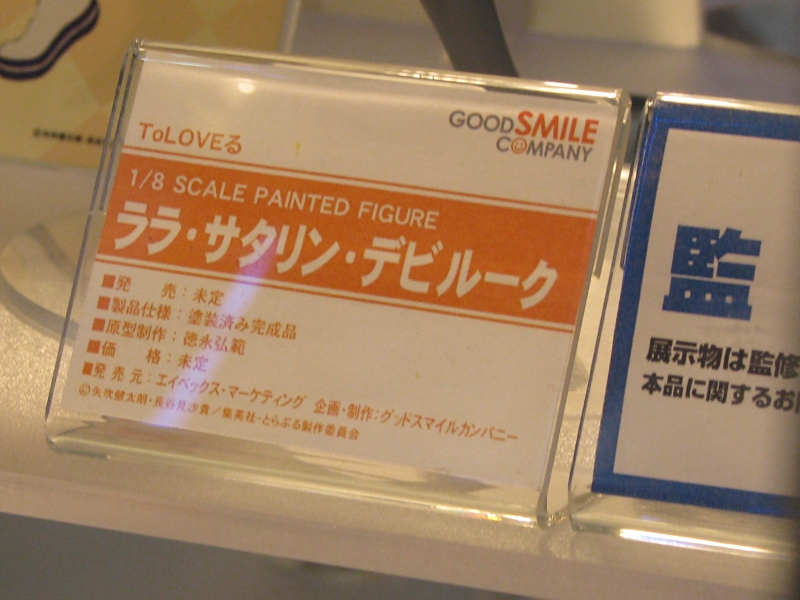 ToLOVEる
GOODSMILE
COMPANY
1/8 SCALE PAINTED FIGURE
ララ・サタリン・デビルーク
■発　売：未定
■製品仕様：塗装済み完成品
■原型制作：徳永弘範
■価　格：未定
■発売元：エイベックス・マーケティング 企画・制作：グッドスマイルカンパニー
©矢吹健太朗・長谷見沙貴／集英社・とらぶる製作委員会
監
展示物は監修
本品に関するお